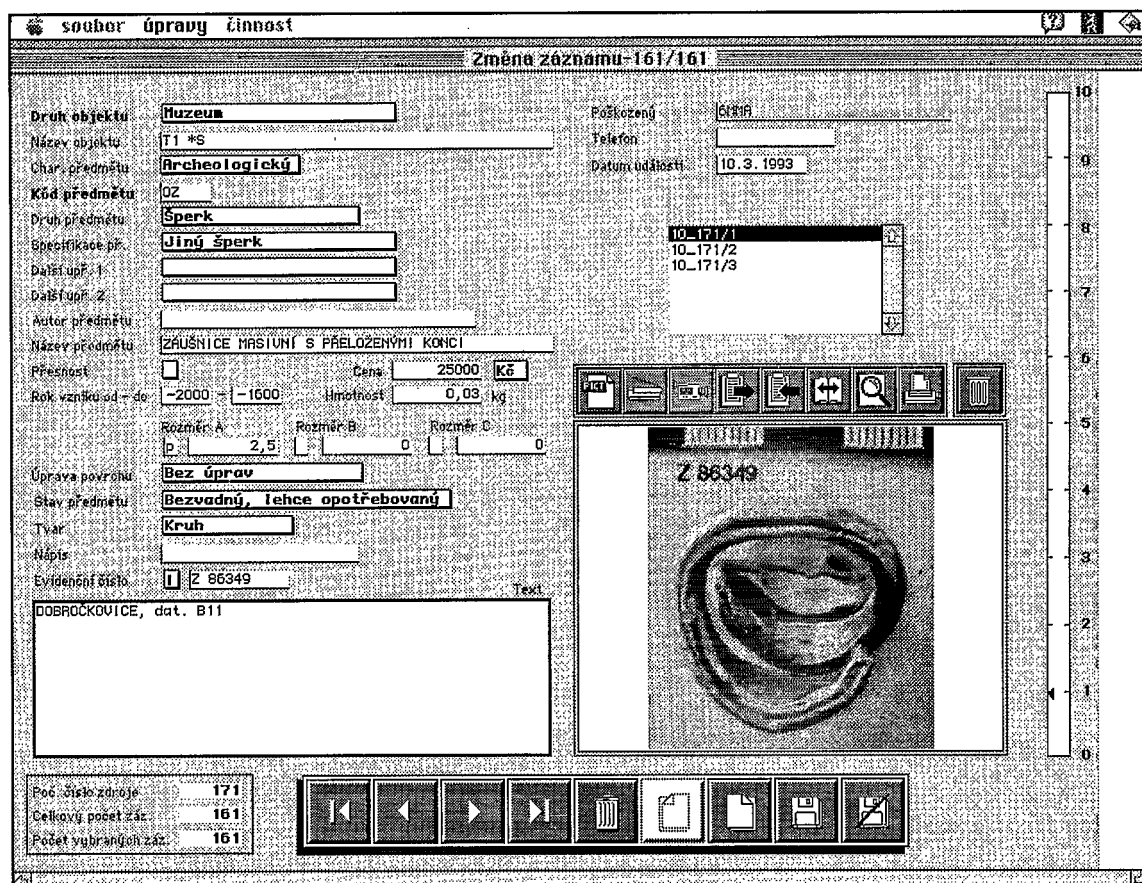 soubor úpravy činnost
Změna záznamu-161/161
Druh objektu Muzeum
Název objektu T1 *S
Char. předmětu Archeologický
Kód předmětu OZ
Druh předmětu Šperk
Specifikace př. Jiný šperk
Další upř. 1
Další upř. 2
Autor předmětu
Název předmětu ZÁUŠNICE MASIVNÍ S PŘELOŽENÝMI KONCI
Přesnost Cena 25000 Kč
Rok vzniku od - do -2000 - -1600 Hmotnost 0,03 kg
Rozměr A Rozměr B Rozměr C
p 2,5 0 0
Úprava povrchu Bez úprav
Stav předmětu Bezvadný, lehce opotřebovaný
Tvar Kruh
Nápis
Evidenční číslo I Z 86349
Text
DOBROČKOVICE, dat. B11
Poškozený
Telefon
Datum události 10.3.1993
10_171/1
10_171/2
10_171/3
PICT
Z 86349
10
9
8
7
6
5
4
3
2
1
0
Poř. číslo zdroje 171
Celkový počet záz. 161
Počet vybraných záz. 161